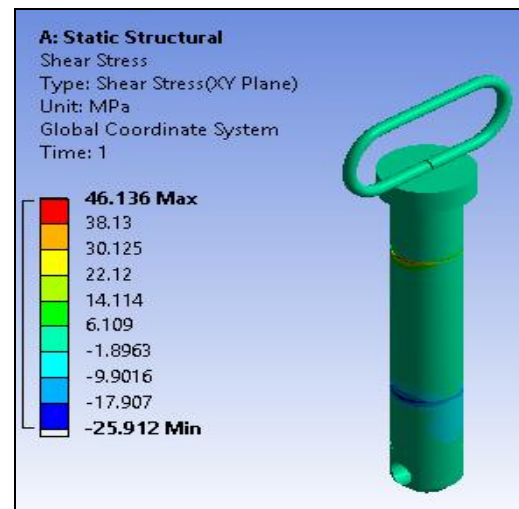 A: Static Structural
Shear Stress
Type: Shear Stress(XY Plane)
Unit: MPa
Global Coordinate System
Time: 1
46.136 Max
38.13
30.125
22.12
14.114
6.109
-1.8963
-9.9016
-17.907
-25.912 Min